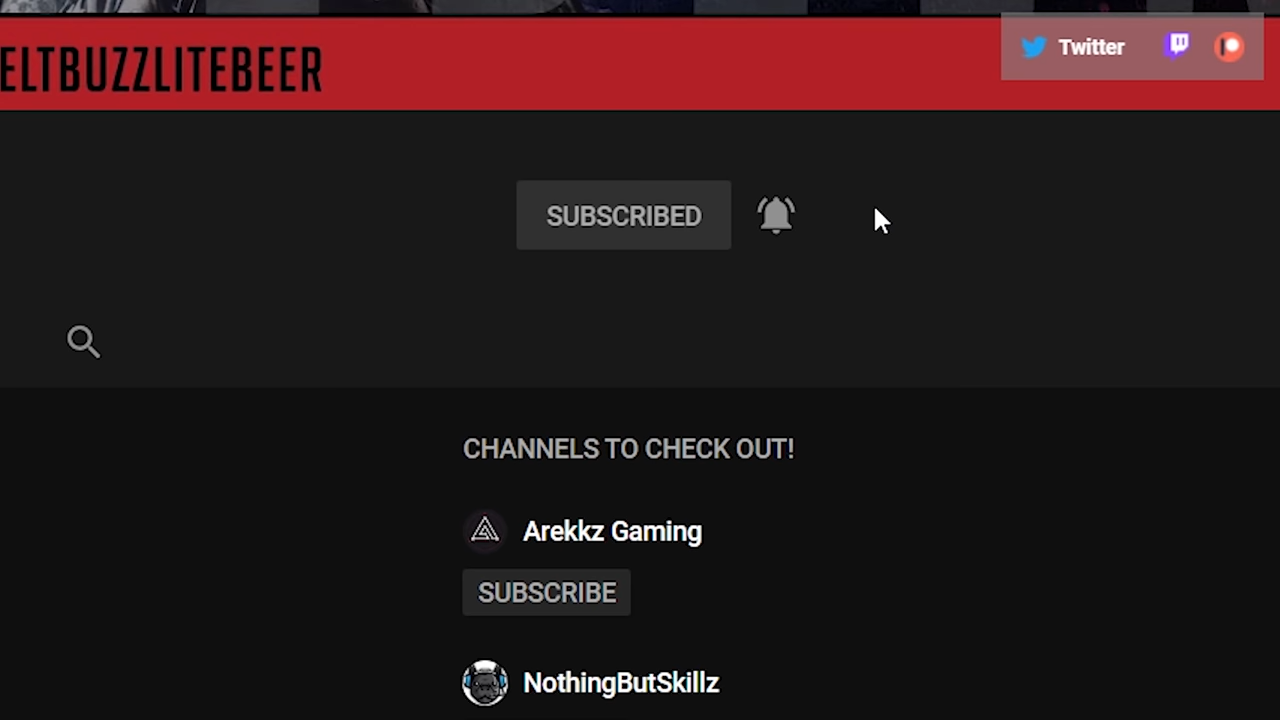 ELTBUZZLITEBEER
Twitter
SUBSCRIBED
CHANNELS TO CHECK OUT!
Arekkz Gaming
SUBSCRIBE
NothingButSkillz